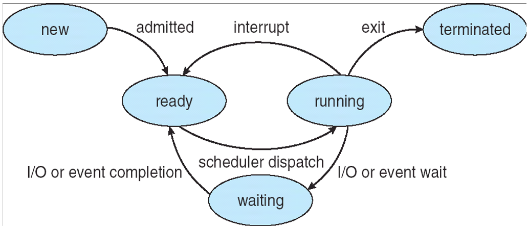 new
admitted
interrupt
exit
terminated
ready
running
scheduler dispatch
I/O or event completion
I/O or event wait
waiting